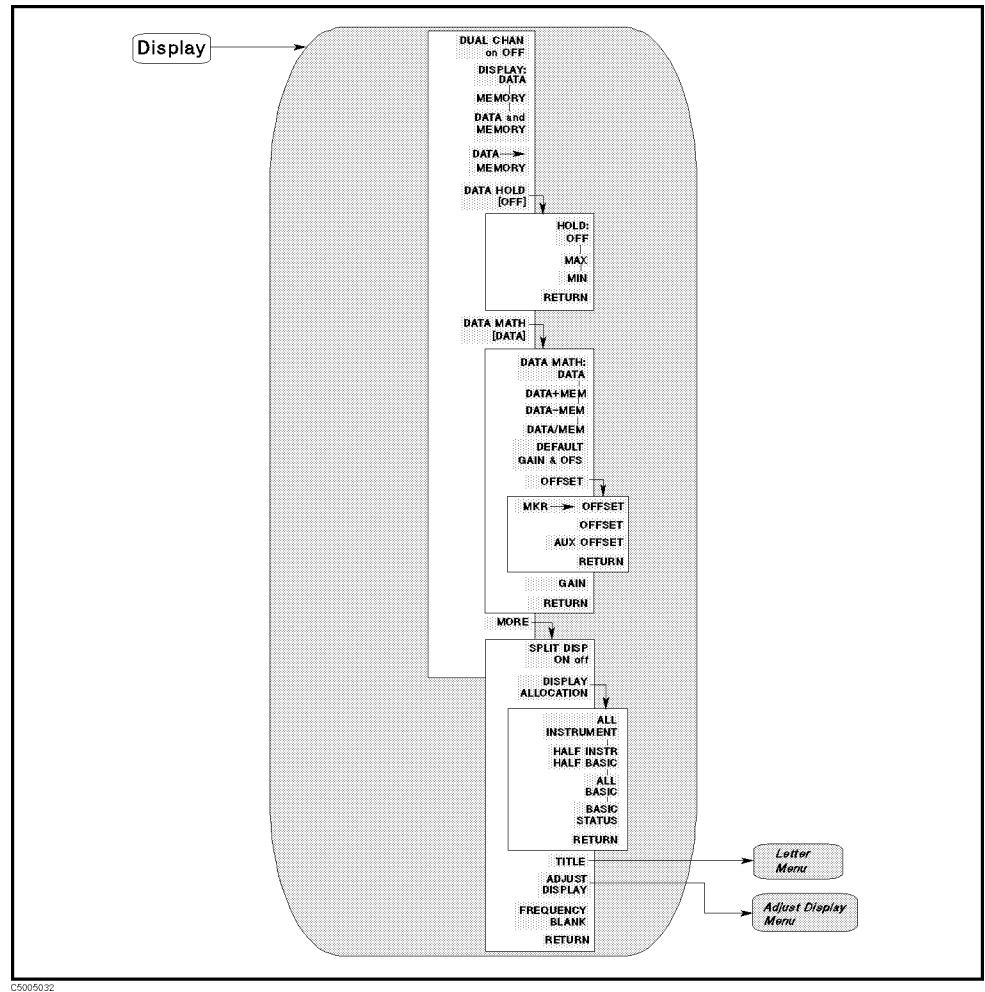 Display
DUAL CHAN
on OFF
DISPLAY:
DATA
MEMORY
DATA and
MEMORY
DATA→
MEMORY
DATA HOLD
[OFF]
HOLD:
OFF
MAX
MIN
RETURN
DATA MATH
[DATA]
DATA MATH:
DATA
DATA+MEM
DATA-MEM
DATA/MEM
DEFAULT
GAIN & OFS
OFFSET
MKR→ OFFSET
OFFSET
AUX OFFSET
RETURN
GAIN
RETURN
MORE
SPLIT DISP
ON off
DISPLAY
ALLOCATION
ALL
INSTRUMENT
HALF INSTR
HALF BASIC
ALL
BASIC
BASIC
STATUS
RETURN
TITLE
Letter
Menu
ADJUST
DISPLAY
Adjust Display
Menu
FREQUENCY
BLANK
RETURN
C5005032